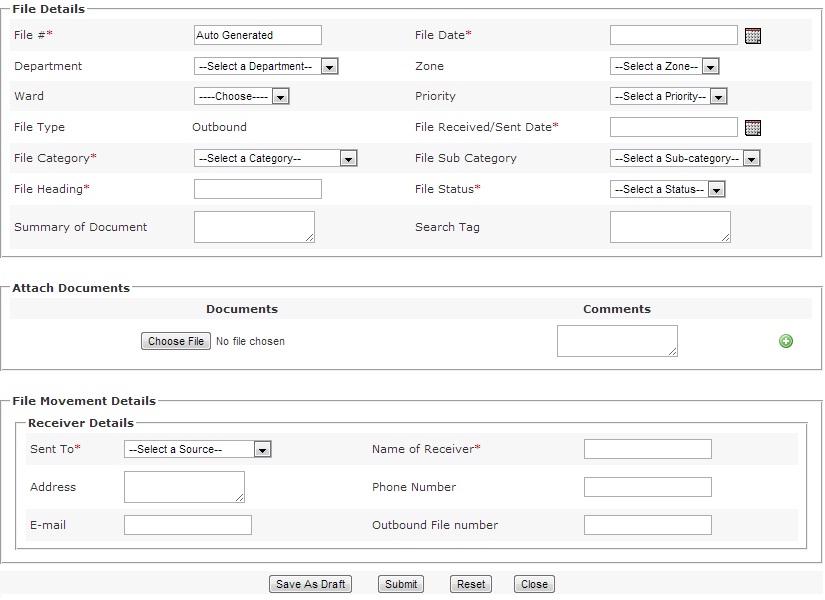 File Details
File #* Auto Generated File Date*
Department --Select a Department-- Zone --Select a Zone--
Ward ----Choose---- Priority --Select a Priority--
File Type Outbound File Received/Sent Date*
File Category* --Select a Category-- File Sub Category --Select a Sub-category--
File Heading* File Status* --Select a Status--
Summary of Document Search Tag
Attach Documents
Documents Comments
Choose File No file chosen
File Movement Details
Receiver Details
Sent To* --Select a Source-- Name of Receiver*
Address Phone Number
E-mail Outbound File number
Save As Draft Submit Reset Close